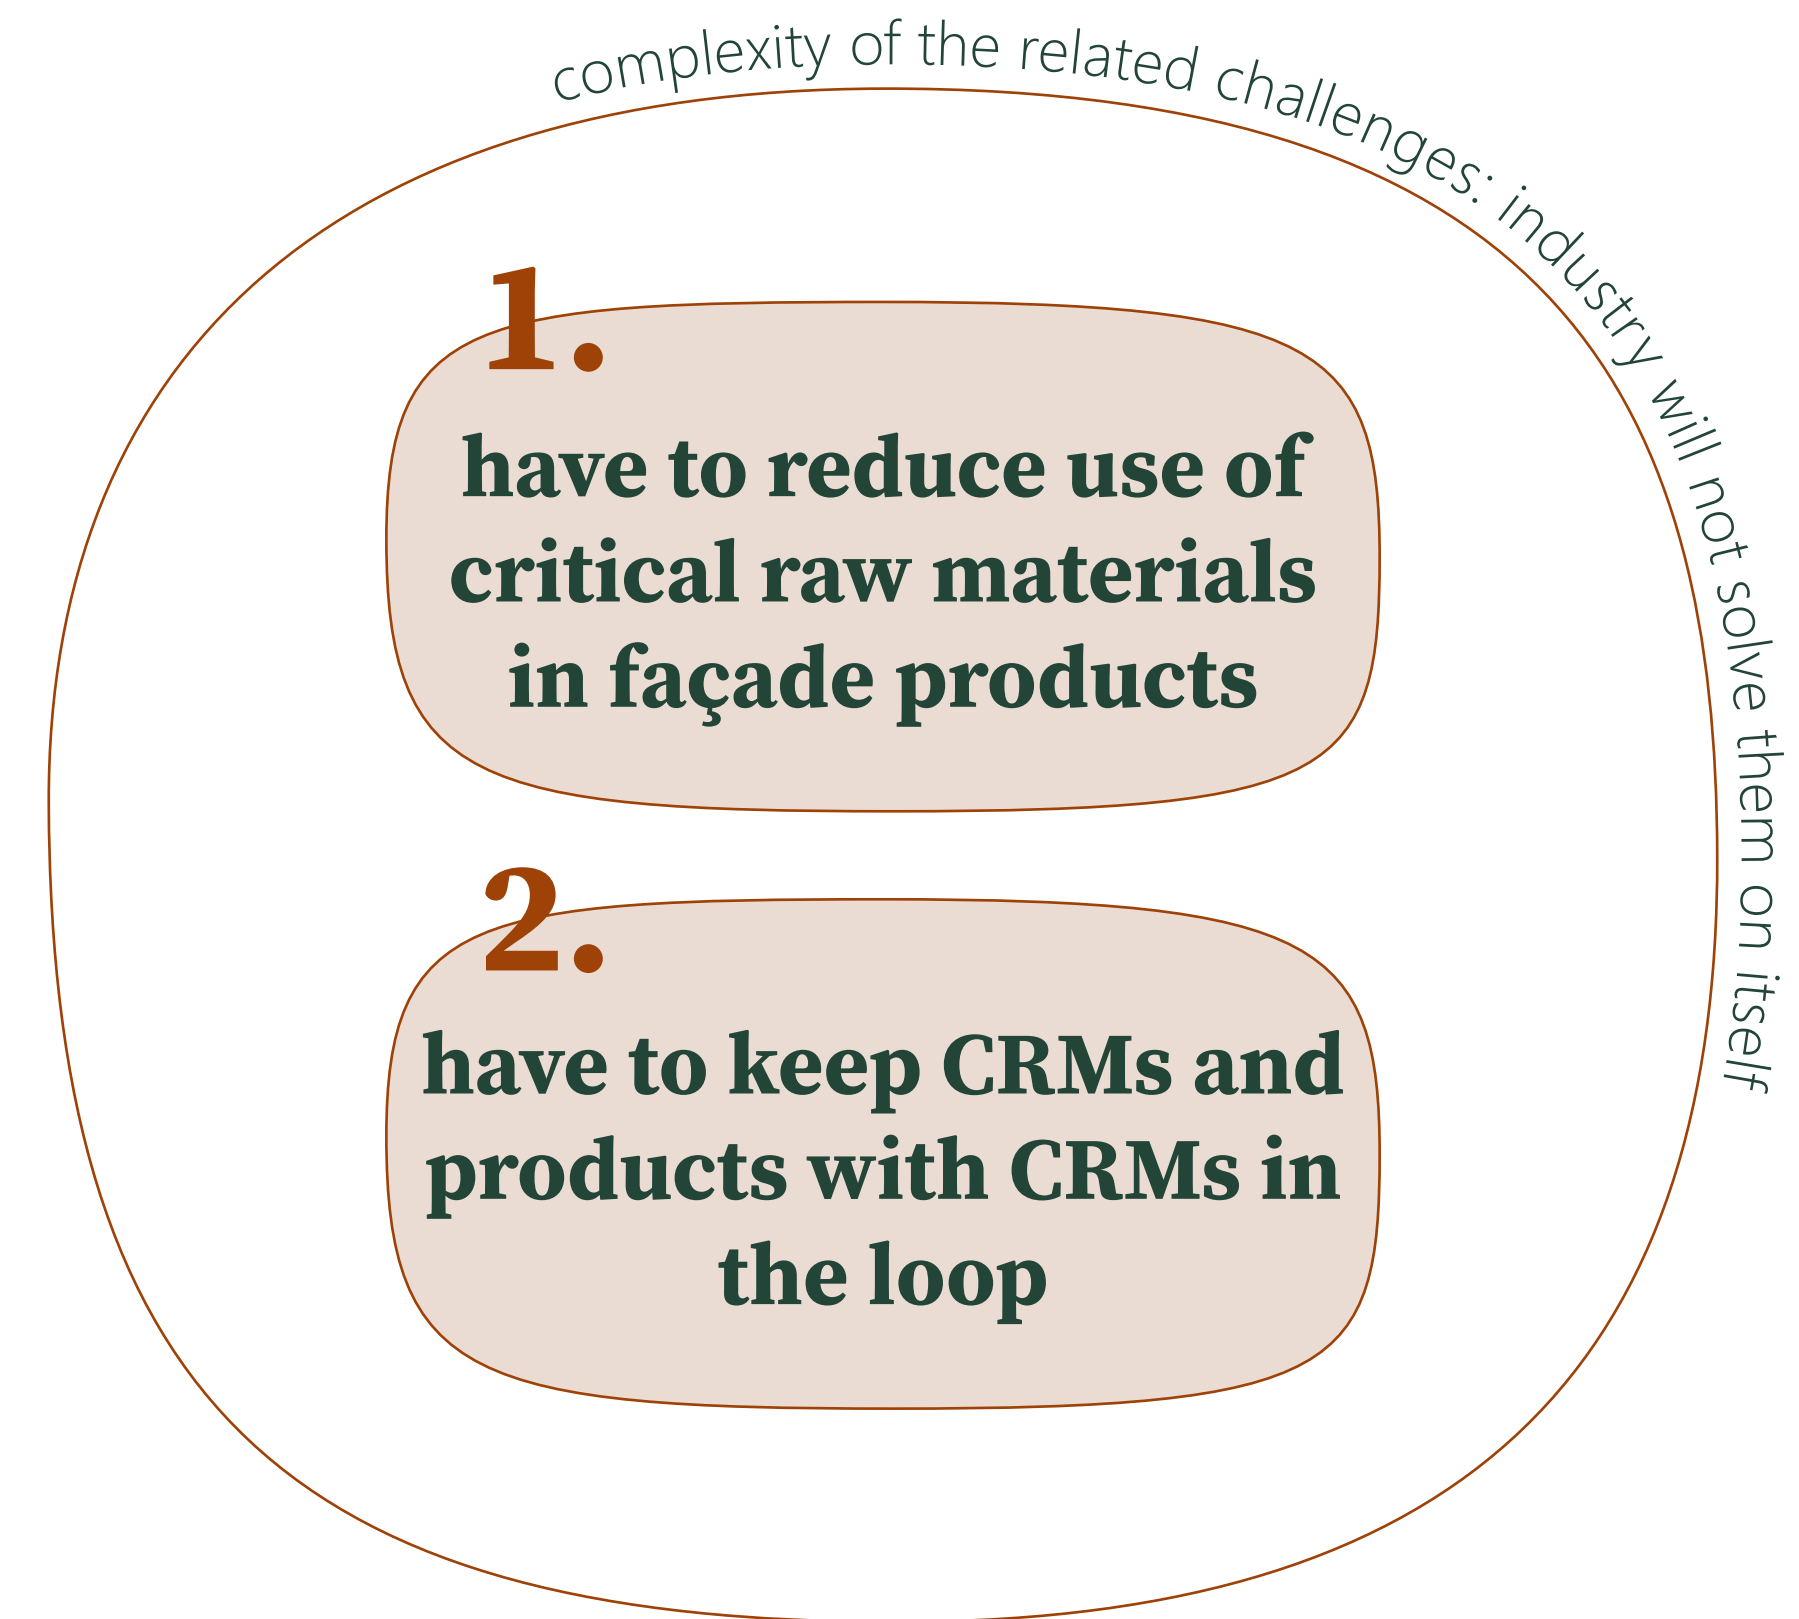 complexity of the related challenges: industry will not solve them on itself
1.
have to reduce use of
critical raw materials
in façade products
2.
have to keep CRMs and
products with CRMs in
the loop